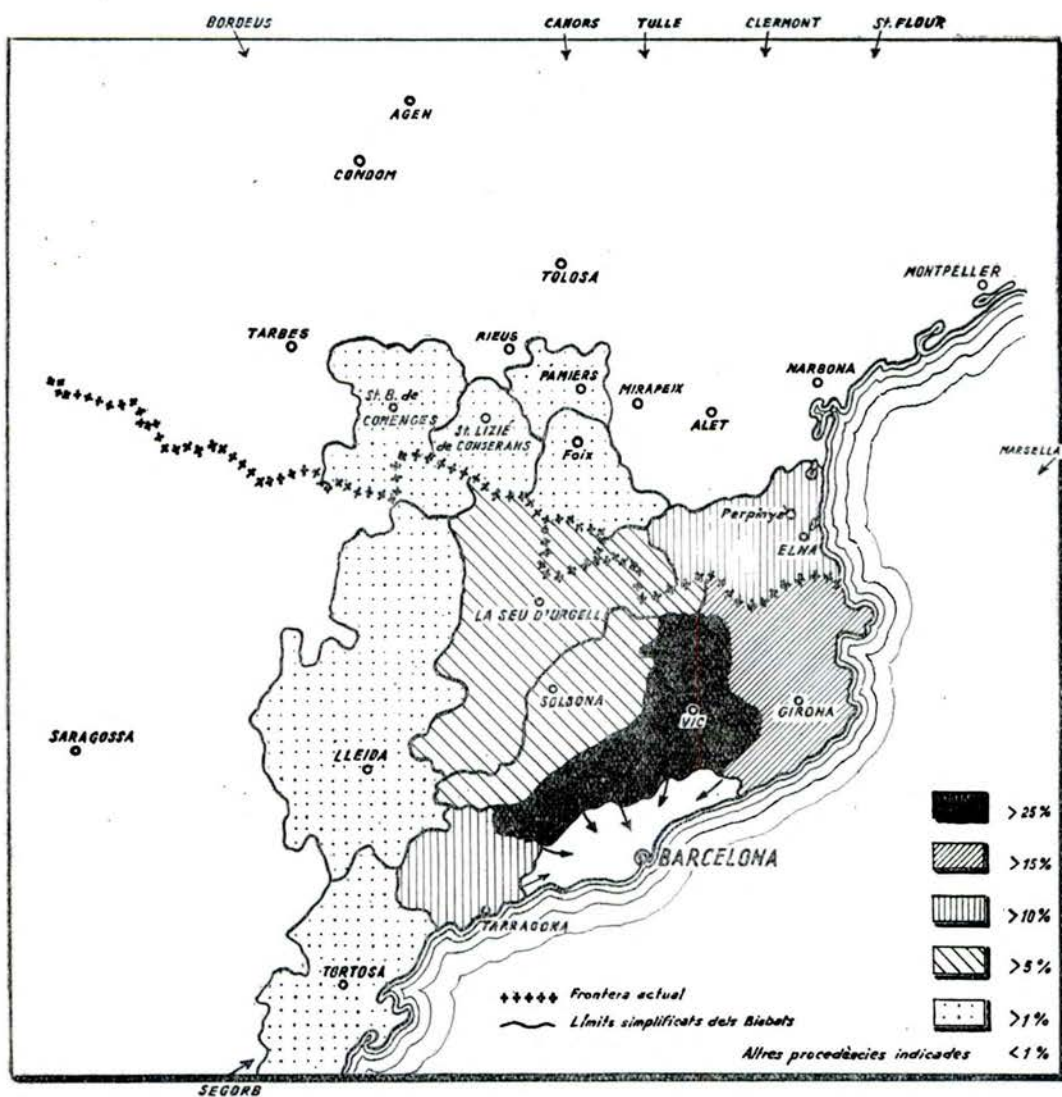 BORDEUS
CAHORS
TULLE
CLERMONT
St. FLOUR
AGEN
CONDOM
TOLOSA
MONTPELLER
TARBES
RIEUS
PAMIERS
MIRAPEIX
NARBONA
St. B. de
COMENGES
St. LIZIÉ
de CONSERANS
ALET
Foix
MARSELLA
Perpinyà
ELNA
LA SEU D'URGELL
SOLSONA
VIC
GIRONA
SARAGOSSA
LLEIDA
BARCELONA
TARRAGONA
TORTOSA
SEGORB
> 25%
> 15%
> 10%
> 5%
> 1%
Frontera actual
Límits simplificats dels Bisbats
Altres procedències indicades < 1%